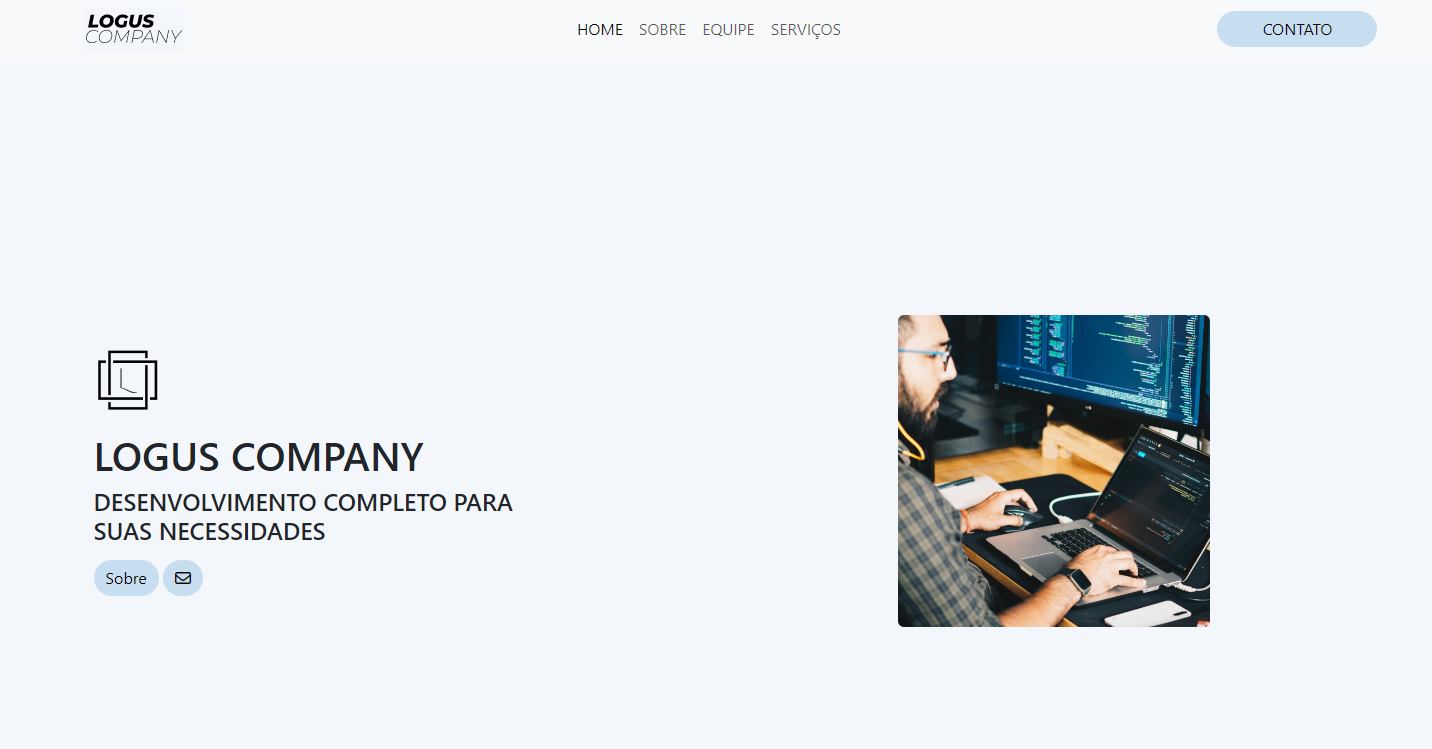 LOGUS
COMPANY
HOME SOBRE EQUIPE SERVIÇOS
CONTATO
LOGUS COMPANY
DESENVOLVIMENTO COMPLETO PARA
SUAS NECESSIDADES
Sobre